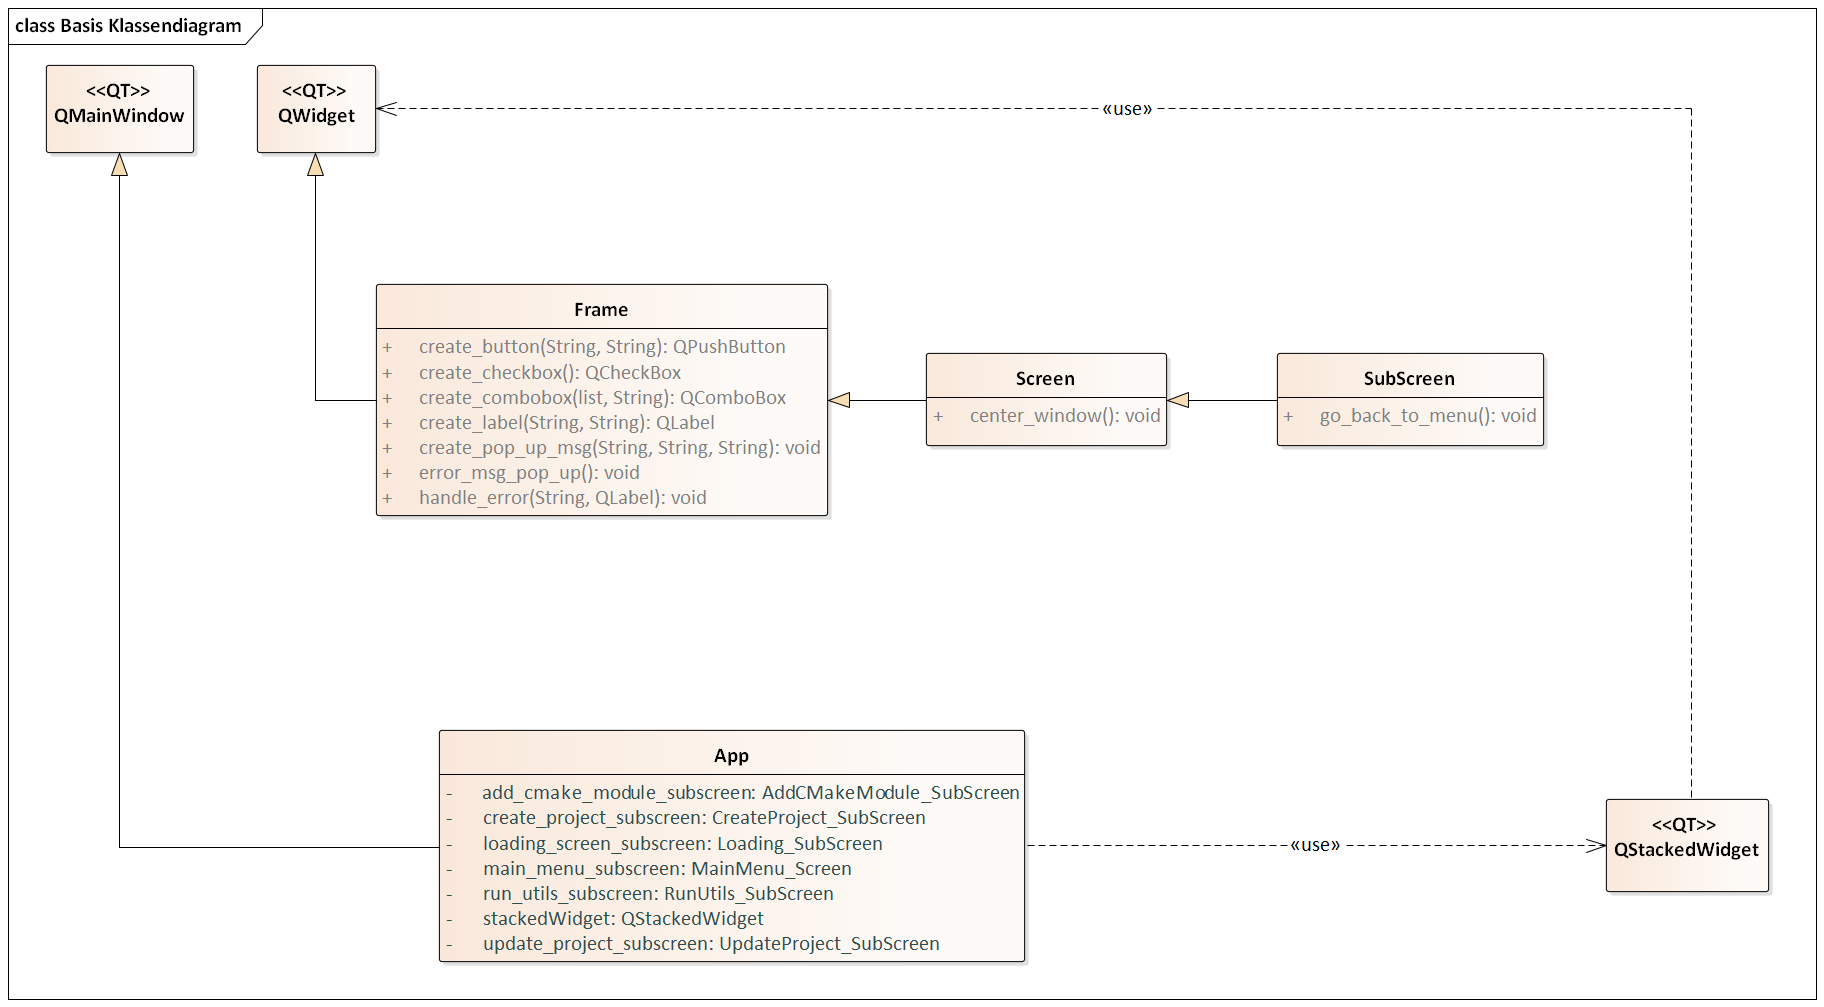 class Basis Klassendiagram
<<QT>>
QMainWindow
<<QT>>
QWidget
«use»
Frame
+ create_button(String, String): QPushButton
+ create_checkbox(): QCheckBox
+ create_combobox(list, String): QComboBox
+ create_label(String, String): QLabel
+ create_pop_up_msg(String, String, String): void
+ error_msg_pop_up(): void
+ handle_error(String, QLabel): void
Screen
+ center_window(): void
SubScreen
+ go_back_to_menu(): void
App
- add_cmake_module_subscreen: AddCMakeModule_SubScreen
- create_project_subscreen: CreateProject_SubScreen
- loading_screen_subscreen: Loading_SubScreen
- main_menu_subscreen: MainMenu_Screen
- run_utils_subscreen: RunUtils_SubScreen
- stackedWidget: QStackedWidget
- update_project_subscreen: UpdateProject_SubScreen
«use»
<<QT>>
QStackedWidget